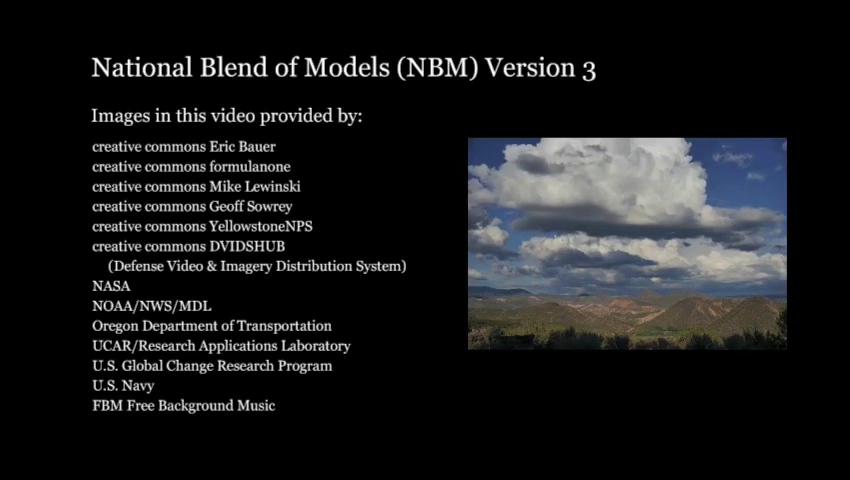 National Blend of Models (NBM) Version 3
Images in this video provided by:
creative commons Eric Bauer
creative commons formulanone
creative commons Mike Lewinski
creative commons Geoff Sowrey
creative commons YellowstoneNPS
creative commons DVIDSHUB
(Defense Video & Imagery Distribution System)
NASA
NOAA/NWS/MDL
Oregon Department of Transportation
UCAR/Research Applications Laboratory
U.S. Global Change Research Program
U.S. Navy
FBM Free Background Music